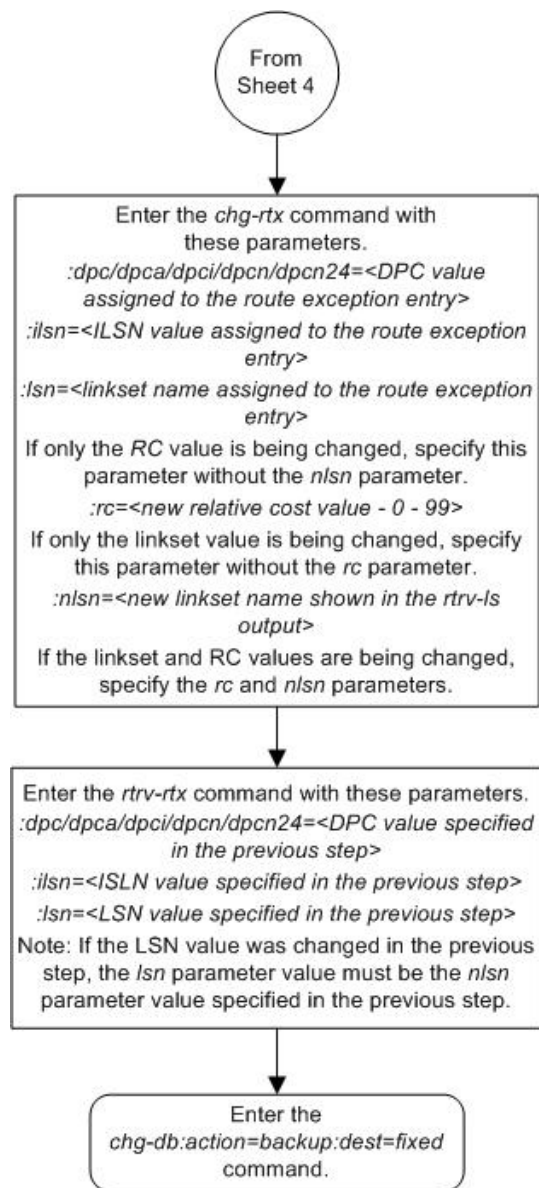 From
Sheet 4
Enter the chg-rtx command with
these parameters.
:dpc/dpca/dpci/dpcn/dpcn24=<DPC value
assigned to the route exception entry>
:ilsn=<ILSN value assigned to the route exception
entry>
:lsn=<linkset name assigned to the route exception
entry>
If only the RC value is being changed, specify this
parameter without the nlsn parameter.
:rc=<new relative cost value - 0 - 99>
If only the linkset value is being changed, specify
this parameter without the rc parameter.
:nlsn=<new linkset name shown in the rtrv-ls
output>
If the linkset and RC values are being changed,
specify the rc and nlsn parameters.
Enter the rtrv-rtx command with these parameters.
:dpc/dpca/dpci/dpcn/dpcn24=<DPC value specified
in the previous step>
:ilsn=<ISLN value specified in the previous step>
:lsn=<LSN value specified in the previous step>
Note: If the LSN value was changed in the previous
step, the lsn parameter value must be the nlsn
parameter value specified in the previous step.
Enter the
chg-db:action=backup:dest=fixed
command.